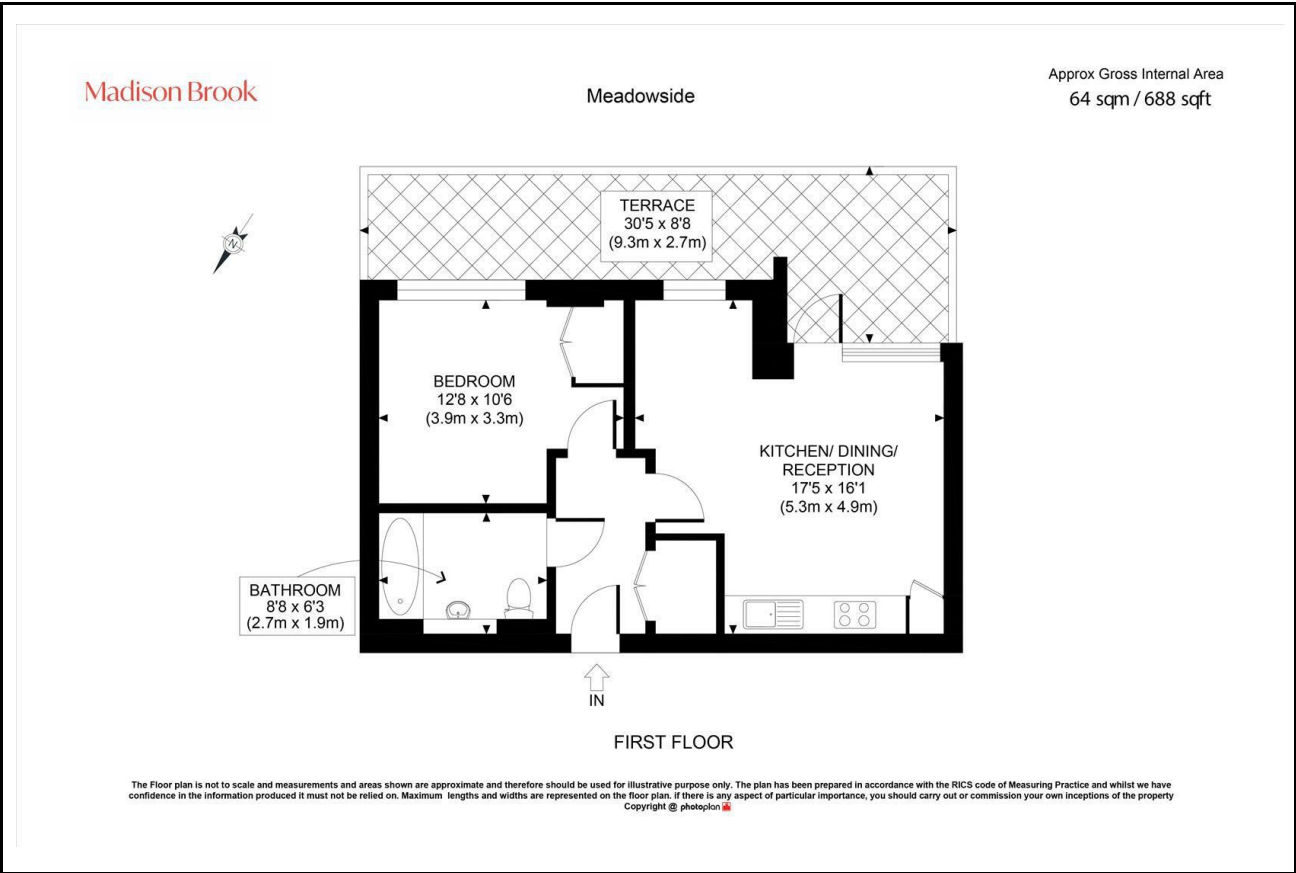 Madison Brook
Meadowside
Approx Gross Internal Area
64 sqm / 688 sqft
TERRACE
30'5 x 8'8
(9.3m x 2.7m)
N
BEDROOM
12'8 x 10'6
(3.9m x 3.3m)
KITCHEN/ DINING/
RECEPTION
17'5 x 16'1
(5.3m x 4.9m)
BATHROOM
8'8 x 6'3
(2.7m x 1.9m)
IN
FIRST FLOOR
The Floor plan is not to scale and measurements and areas shown are approximate and therefore should be used for illustrative purpose only. The plan has been prepared in accordance with the RICS code of Measuring Practice and whilst we have
confidence in the information produced it must not be relied on. Maximum lengths and widths are represented on the floor plan. if there is any aspect of particular importance, you should carry out or commission your own inceptions of the property
Copyright @ photoplan